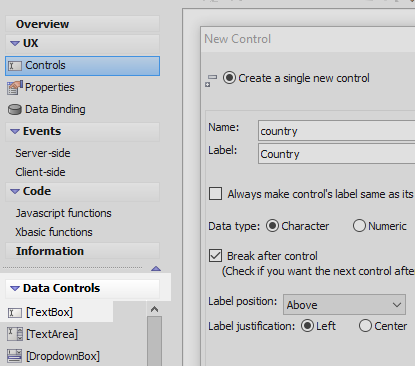 Overview
UX
Controls
Properties
Data Binding
Events
Server-side
Client-side
Code
Javascript functions
Xbasic functions
Information
Data Controls
[TextBox]
[TextArea]
[DropdownBox]
New Control
Create a single new control
Name: country
Label: Country
Always make control's label same as its
Data type: Character Numeric
Break after control
(Check if you want the next control after
Label position: Above
Label justification: Left Center